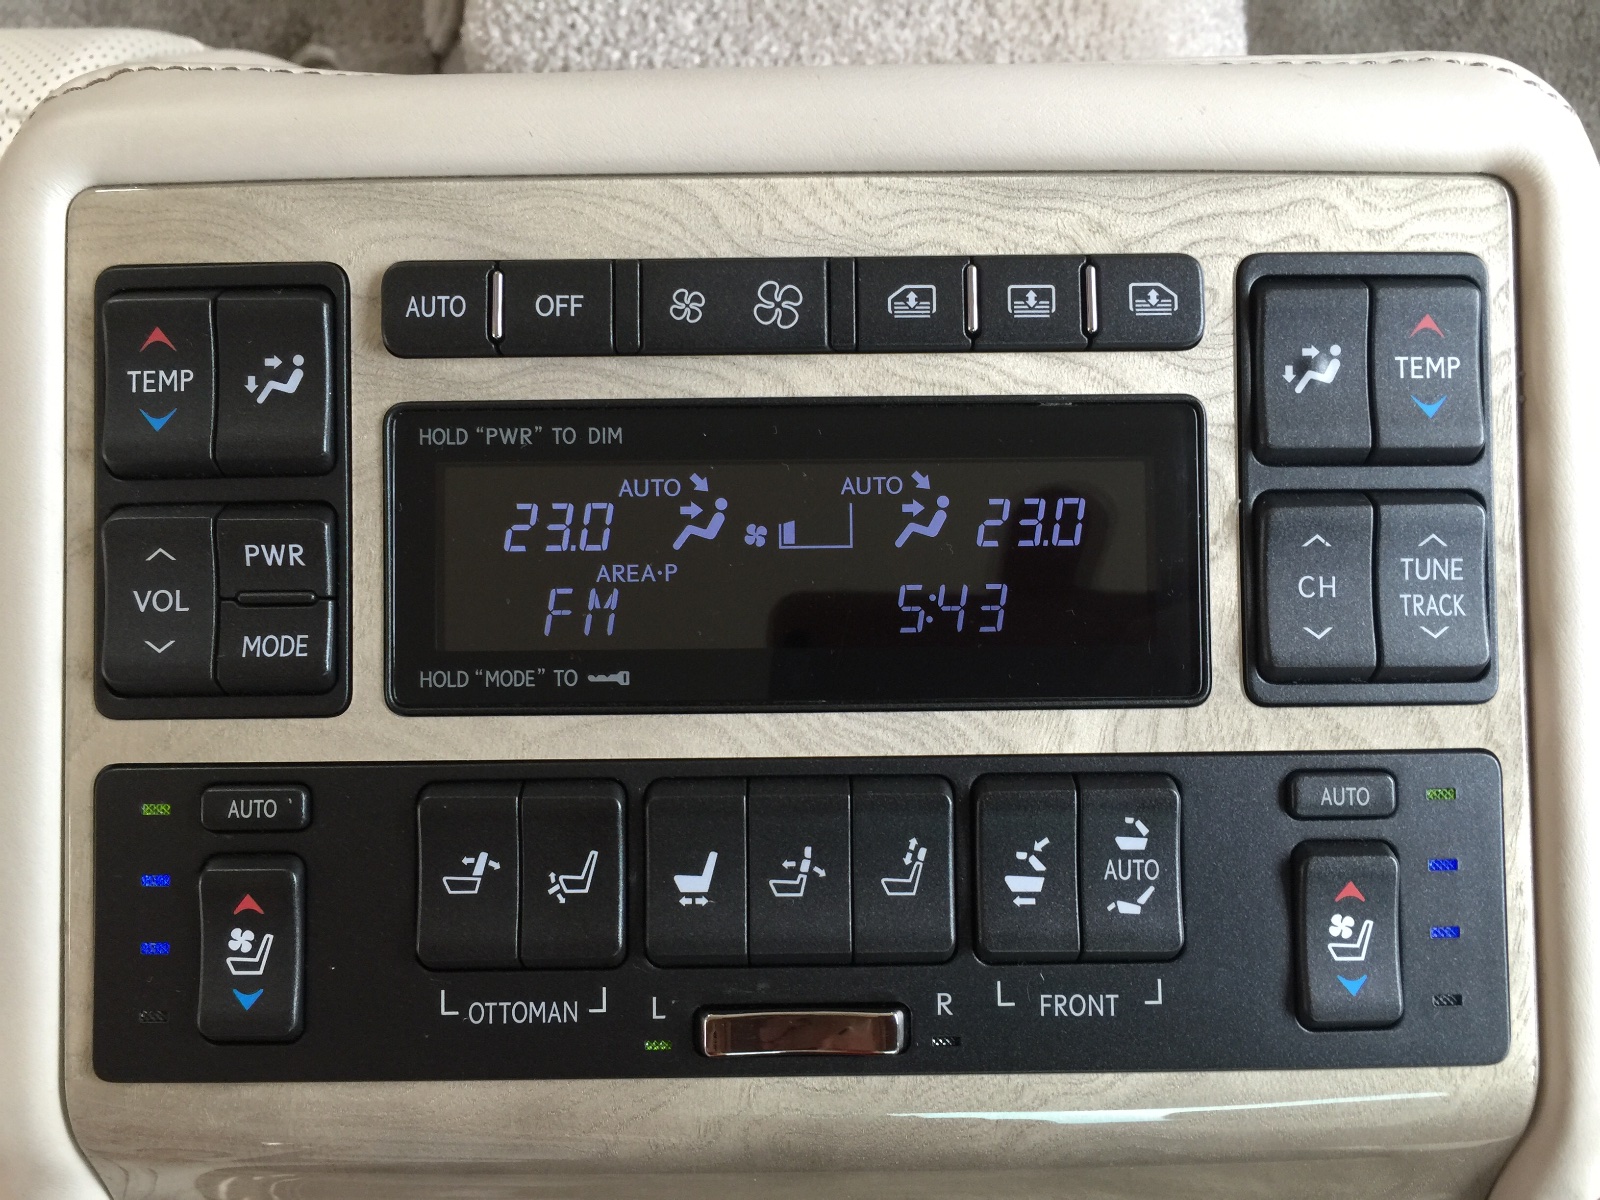 AUTO OFF
TEMP
TEMP
HOLD "PWR" TO DIM
AUTO AUTO
23.0 23.0
AREA·P
FM 5:43
HOLD "MODE" TO
VOL
PWR
MODE
CH
TUNE
TRACK
AUTO
AUTO
AUTO
OTTOMAN
L
R
FRONT